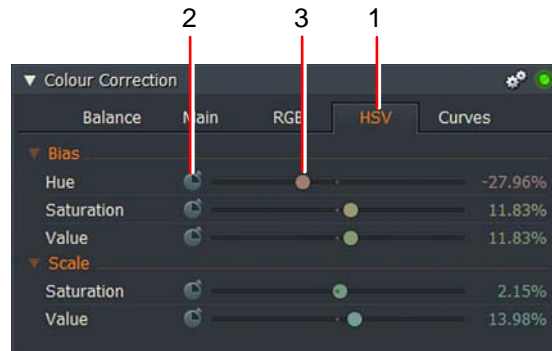 2 3 1
Colour Correction
Balance Main RGB HSV Curves
Bias
Hue -27.96%
Saturation 11.83%
Value 11.83%
Scale
Saturation 2.15%
Value 13.98%